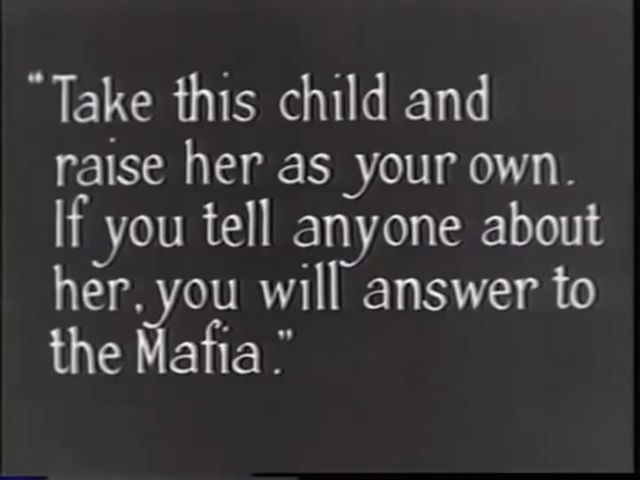 "Take this child and
raise her as your own.
If you tell anyone about
her, you will answer to
the Mafia."